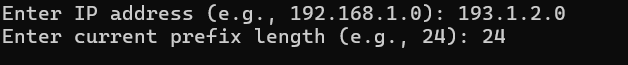 Enter IP address (e.g., 192.168.1.0): 193.1.2.0
Enter current prefix length (e.g., 24): 24